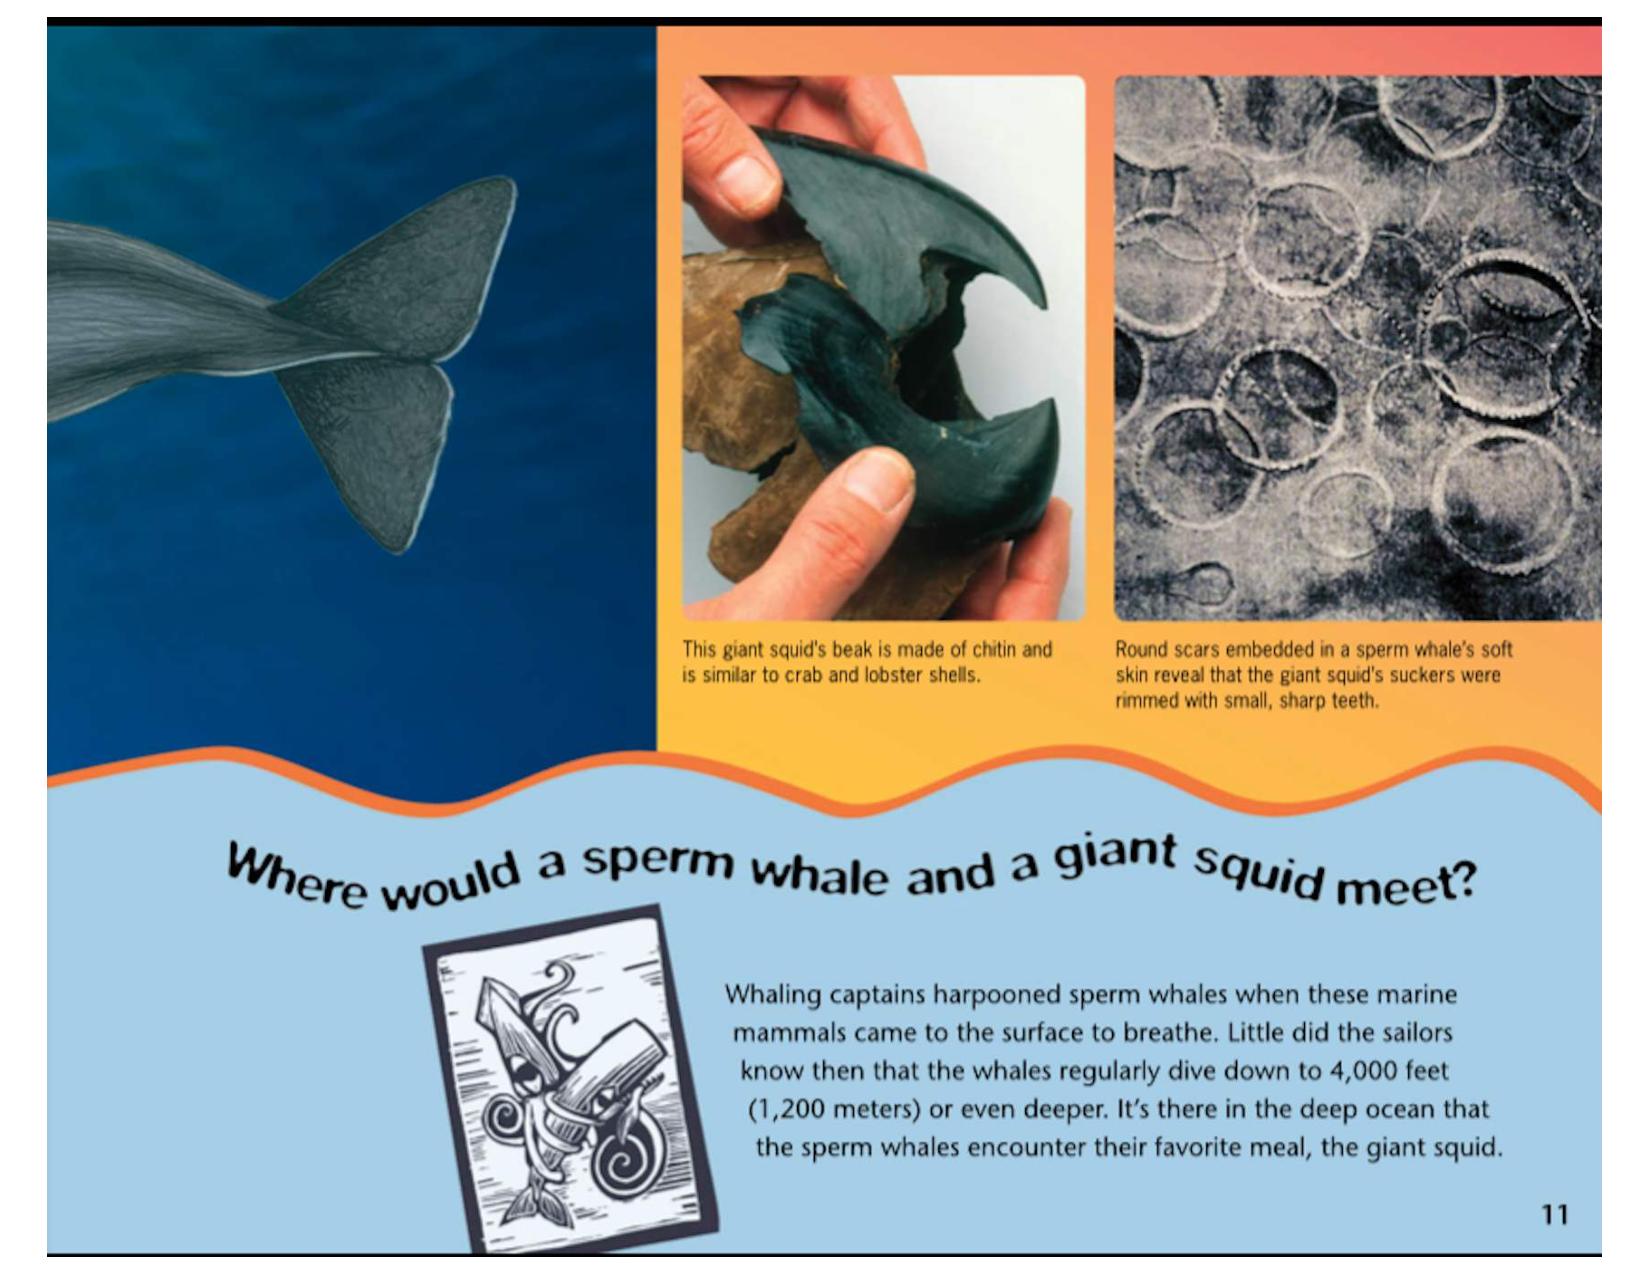 This giant squid's beak is made of chitin and
is similar to crab and lobster shells.
Round scars embedded in a sperm whale's soft
skin reveal that the giant squid's suckers were
rimmed with small, sharp teeth.
Where would a sperm whale and a giant squid meet?
Whaling captains harpooned sperm whales when these marine
mammals came to the surface to breathe. Little did the sailors
know then that the whales regularly dive down to 4,000 feet
(1,200 meters) or even deeper. It's there in the deep ocean that
the sperm whales encounter their favorite meal, the giant squid.
11